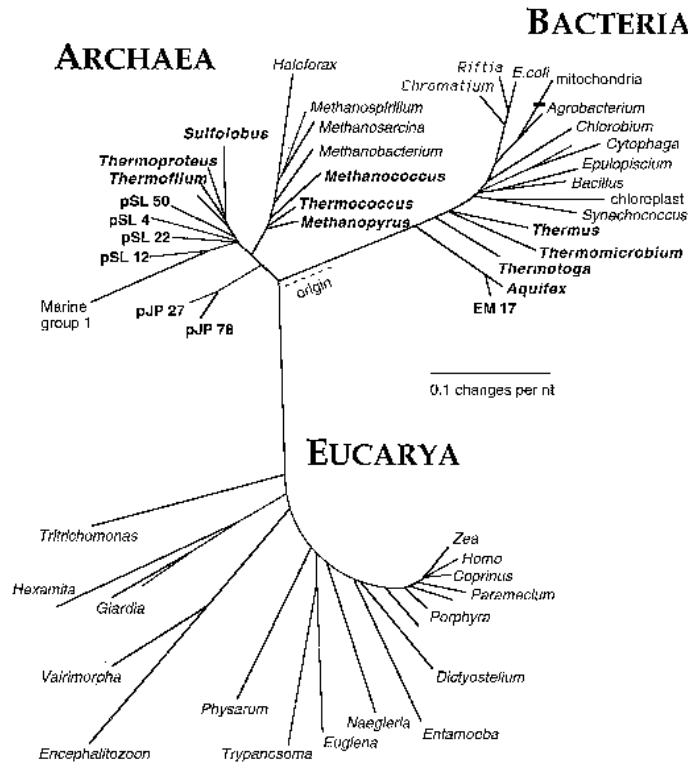 BACTERIA
ARCHAEA
Haloforax
Riftia
E.coli
mitochondria
Chromatium
Methanospirillum
Agrobacterium
Sulfolobus
Methanosarcina
Chlorobium
Cytophaga
Thermoproteus
Methanobacterium
Epulopiscium
Thermofilum
Methanococcus
Bacillus
pSL 50
Thermococcus
chloroplast
pSL 4
Methanopyrus
Synechococcus
pSL 22
Thermus
pSL 12
Thermomicrobium
Thermotoga
origin
Aquifex
Marine
group 1
pJP 27
EM 17
pJP 78
0.1 changes per nt
EUCARYA
Tritrichomonas
Zea
Homo
Coprinus
Hexamita
Paramecium
Giardia
Porphyra
Vairimorpha
Dictyostelium
Physarum
Naegleria
Entamoeba
Euglena
Encephalitozoon
Trypanosoma